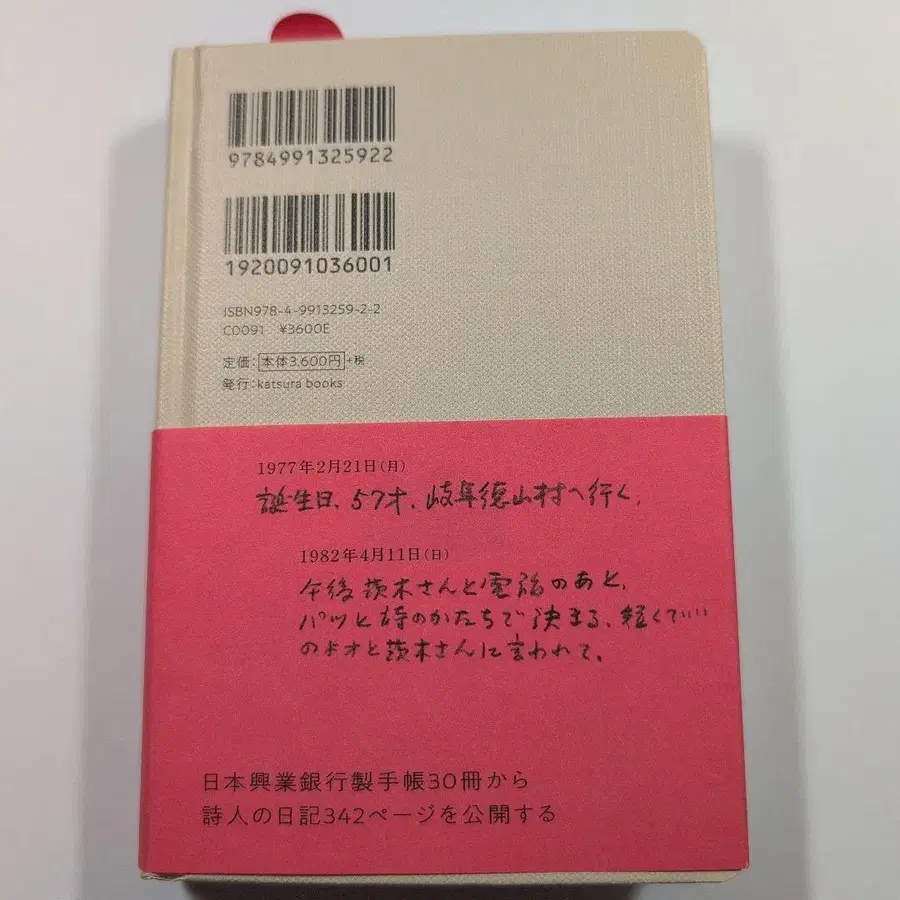 9784991325922
1920091036001
ISBN978-4-9913259-2-2
C0091 ¥3600E
定価：本体3,600円+税
発行：katsura books
1977年2月21日(月)
誕生日、57才、岐阜徳山村へ行く、
1982年4月11日(日)
午後茨木さんと電話のあと、
パッと詩のかたちで決まる、軽くていい
のドオと茨木さんに言われて、
日本興業銀行製手帳30冊から
詩人の日記342ページを公開する